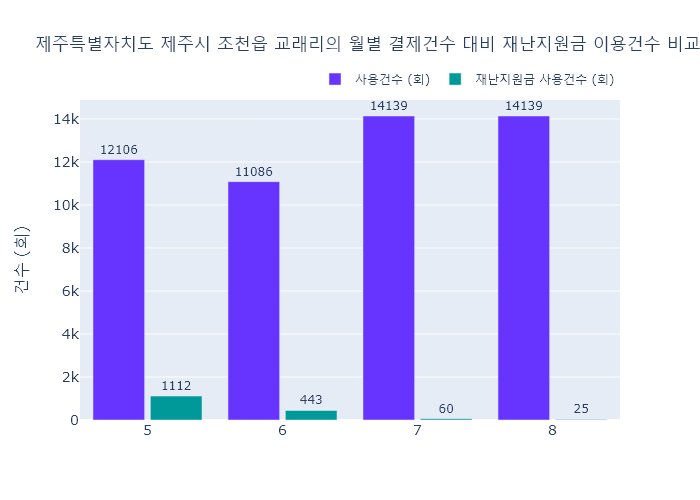 제주특별자치도 제주시 조천읍 교래리의 월별 결제건수 대비 재난지원금 이용건수 비교
사용건수 (회) 재난지원금 사용건수 (회)
건수 (회)
14k
12k
10k
8k
6k
4k
2k
0
12106
1112
11086
443
14139
60
14139
25
5 6 7 8